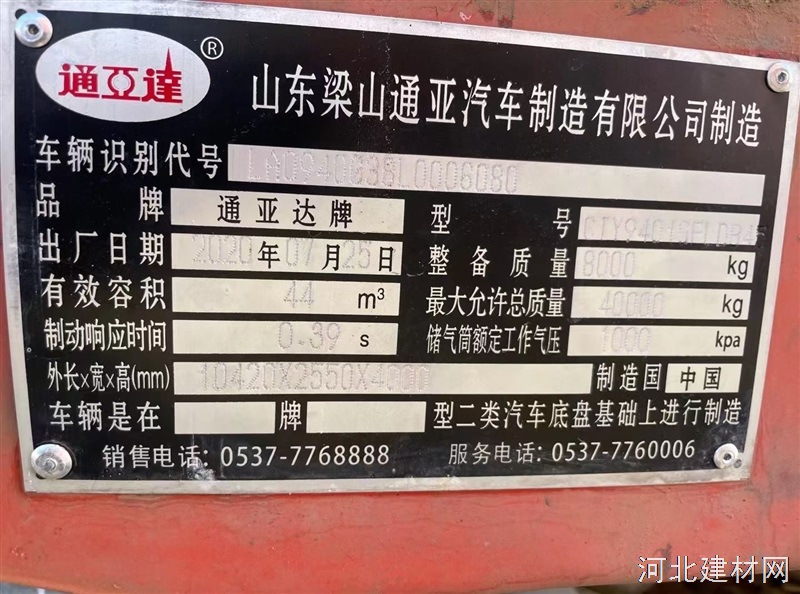 通亚達 ®
山东梁山通亚汽车制造有限公司制造
车辆识别代号 LA0940G38L0006080
品牌 通亚达牌 型号
出厂日期 2020年07月25日 整备质量 8000 kg
有效容积 44 m³ 最大允许总质量 40000 kg
制动响应时间 0.39 s 储气筒额定工作气压 1000 kpa
外长×宽×高(mm) 10420X2550X4000 制造国 中国
车辆是在 牌 型二类汽车底盘基础上进行制造
销售电话: 0537-7768888 服务电话: 0537-7760006
河北建材网